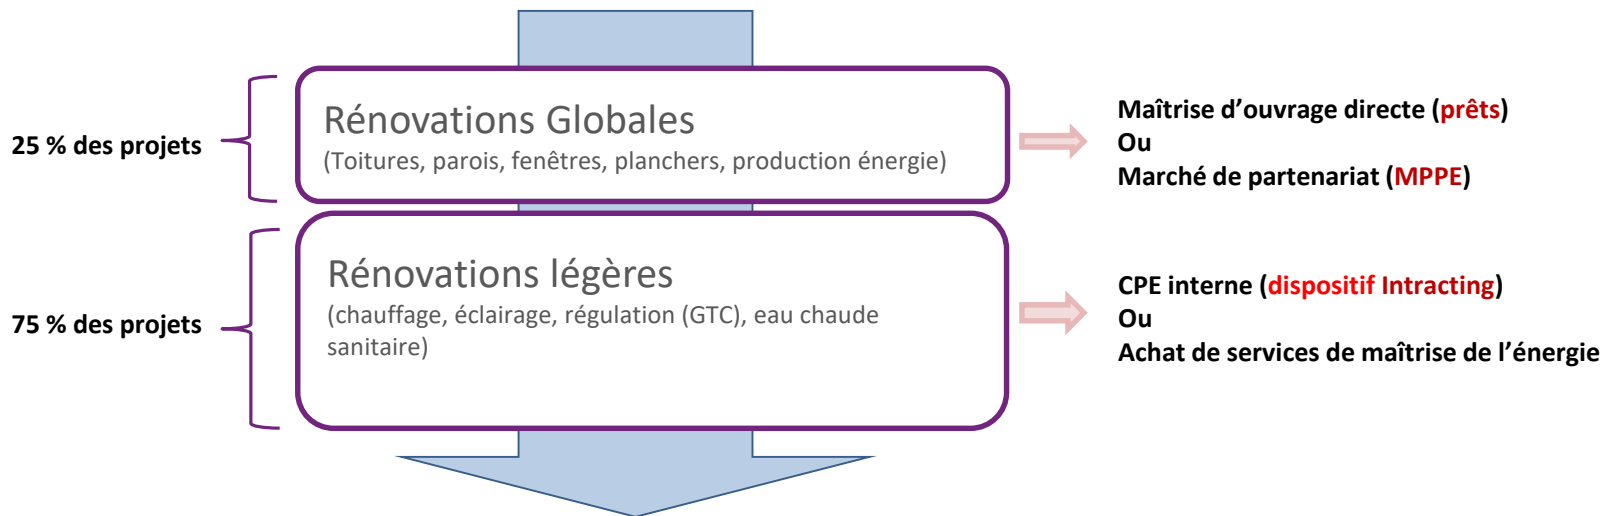 25 % des projets
Rénovations Globales
(Toitures, parois, fenêtres, planchers, production énergie)
Maîtrise d’ouvrage directe (prêts)
Ou
Marché de partenariat (MPPE)
75 % des projets
Rénovations légères
(chauffage, éclairage, régulation (GTC), eau chaude
sanitaire)
CPE interne (dispositif Intracting)
Ou
Achat de services de maîtrise de l’énergie